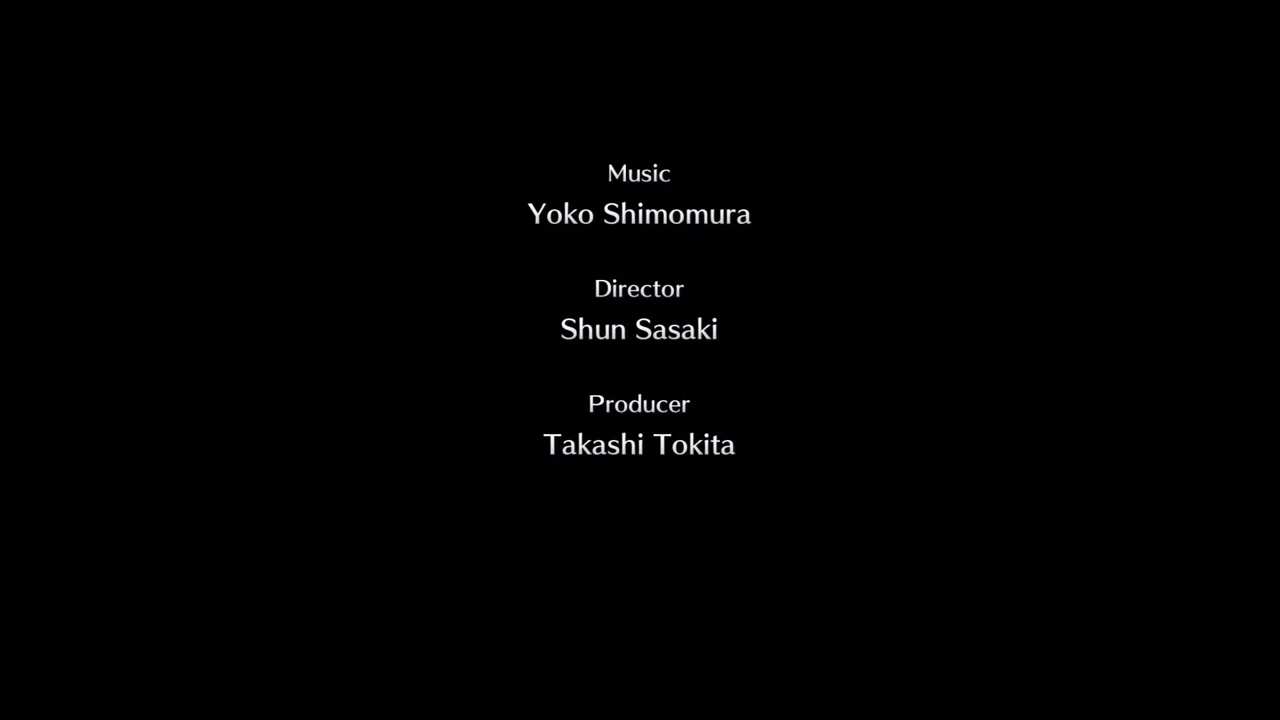 Music
Yoko Shimomura
Director
Shun Sasaki
Producer
Takashi Tokita